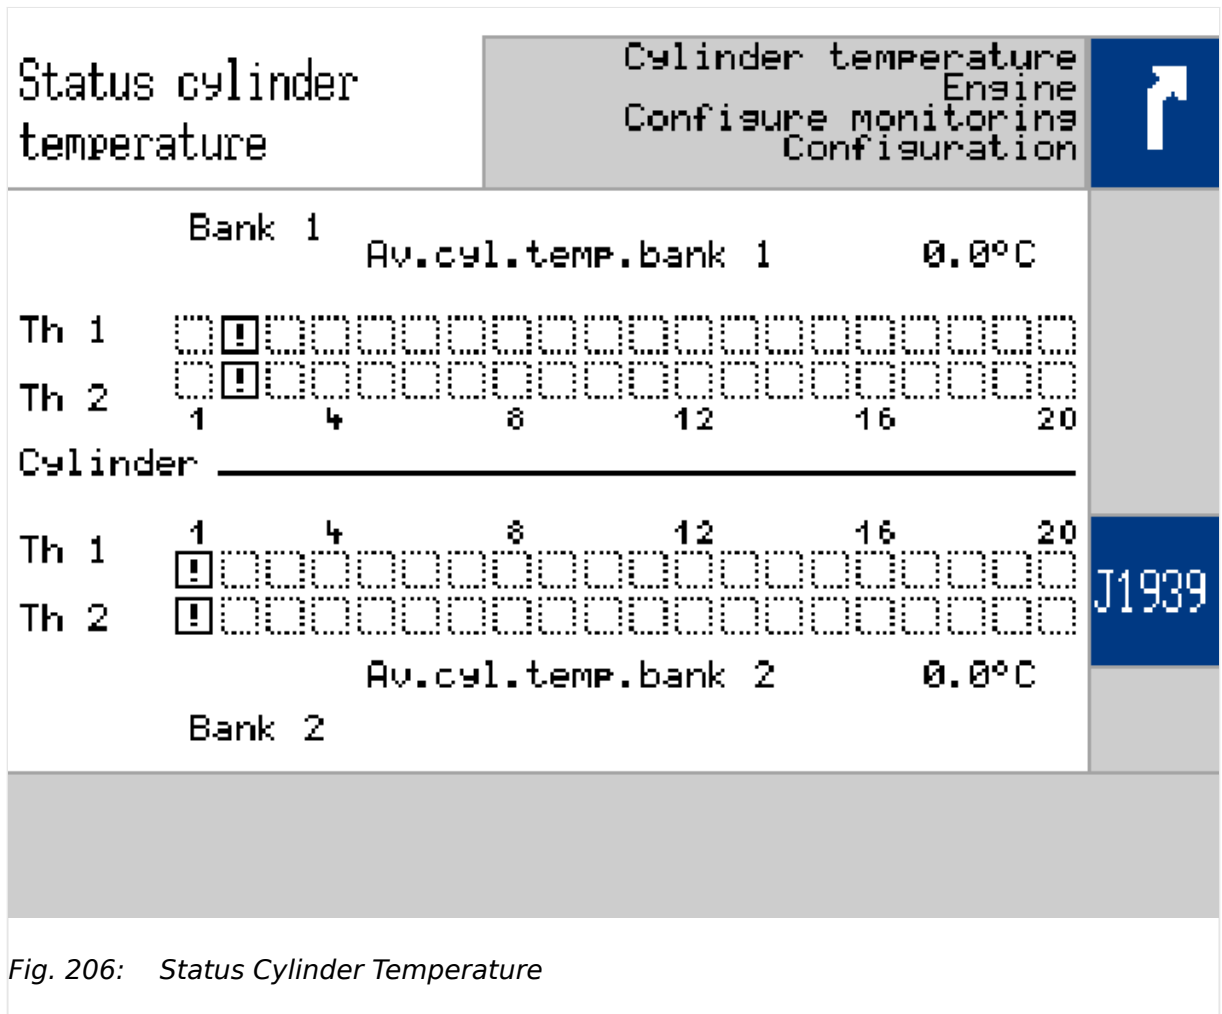 Status cylinder
temperature
Cylinder temperature
Engine
Configure monitoring
Configuration
Bank 1
Av.cyl.temp.bank 1 0.0°C
Th 1 !
Th 2 !
1 4 8 12 16 20
Cylinder
1 4 8 12 16 20
Th 1 !
Th 2 !
J1939
Av.cyl.temp.bank 2 0.0°C
Bank 2
Fig. 206: Status Cylinder Temperature